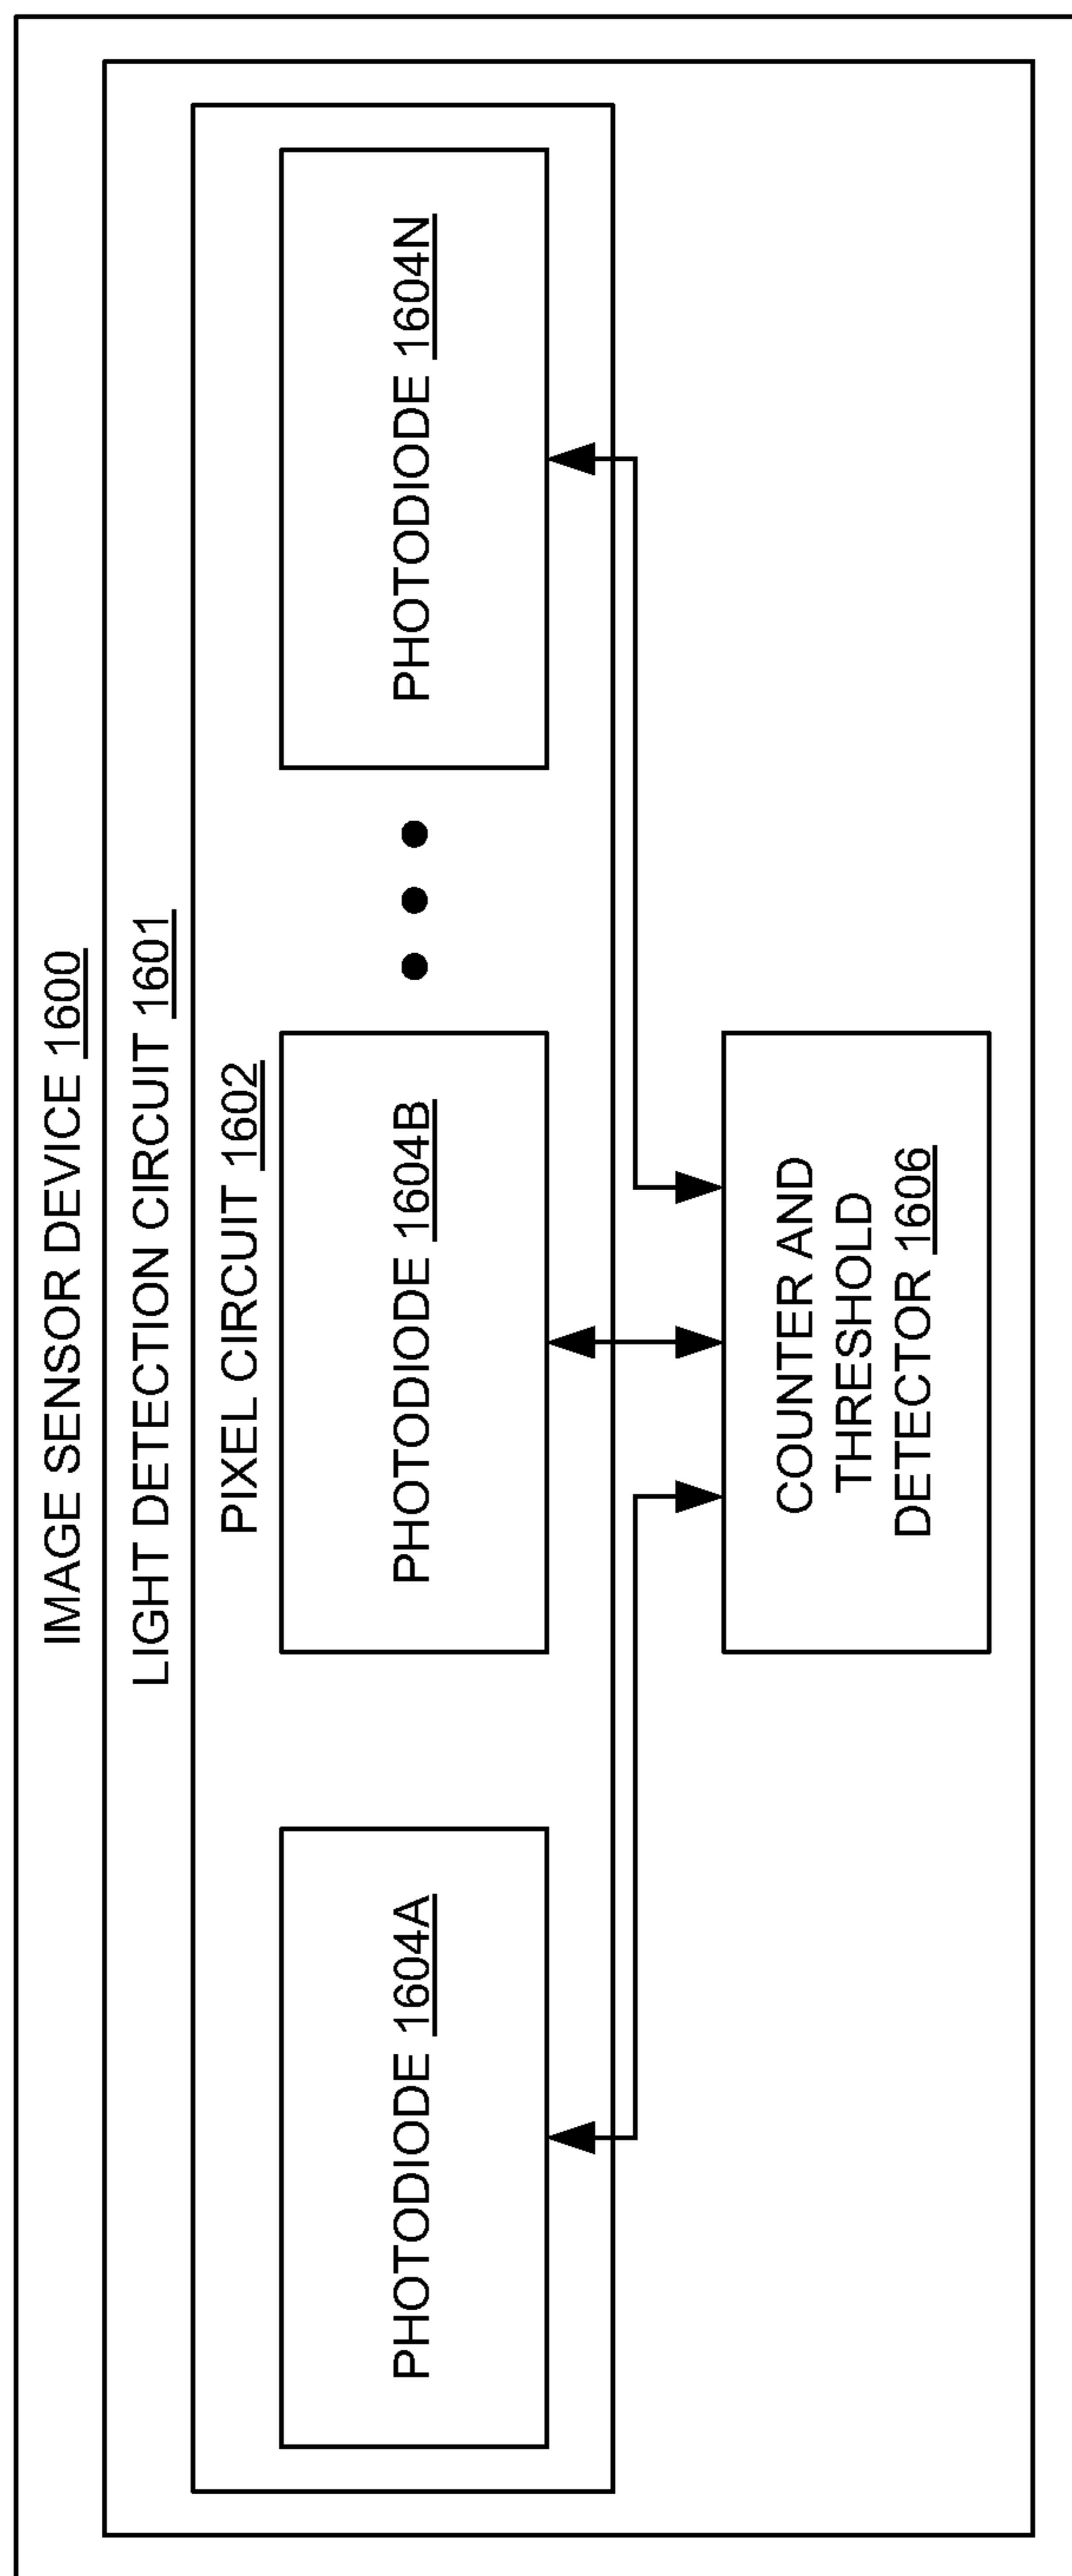 IMAGE SENSOR DEVICE 1600
LIGHT DETECTION CIRCUIT 1601
PIXEL CIRCUIT 1602
PHOTODIODE 1604A
PHOTODIODE 1604B
PHOTODIODE 1604N
COUNTER AND
THRESHOLD
DETECTOR 1606